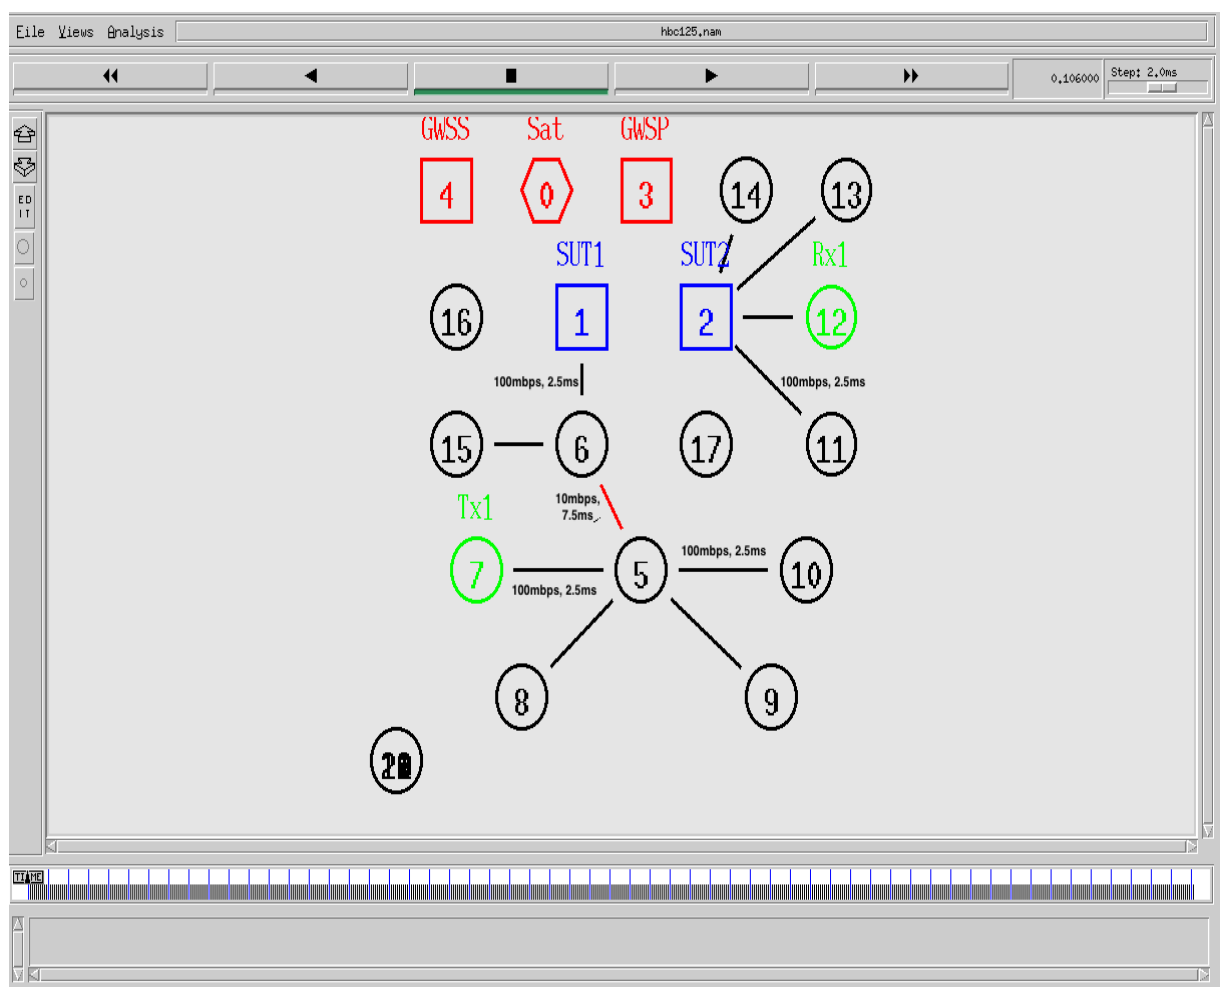 Eile Views Analysis
hbc125.nam
0.106000
Step: 2.0ms
ED
IT
GWSS Sat GWSP
4 0 3 14 13
SUT1 SUT2 Rx1
16 1 2 12
100mbps, 2.5ms 100mbps, 2.5ms
15 6 17 11
10mbps,
7.5ms
Tx1
100mbps, 2.5ms
7 5 10
100mbps, 2.5ms
8 9
TIME